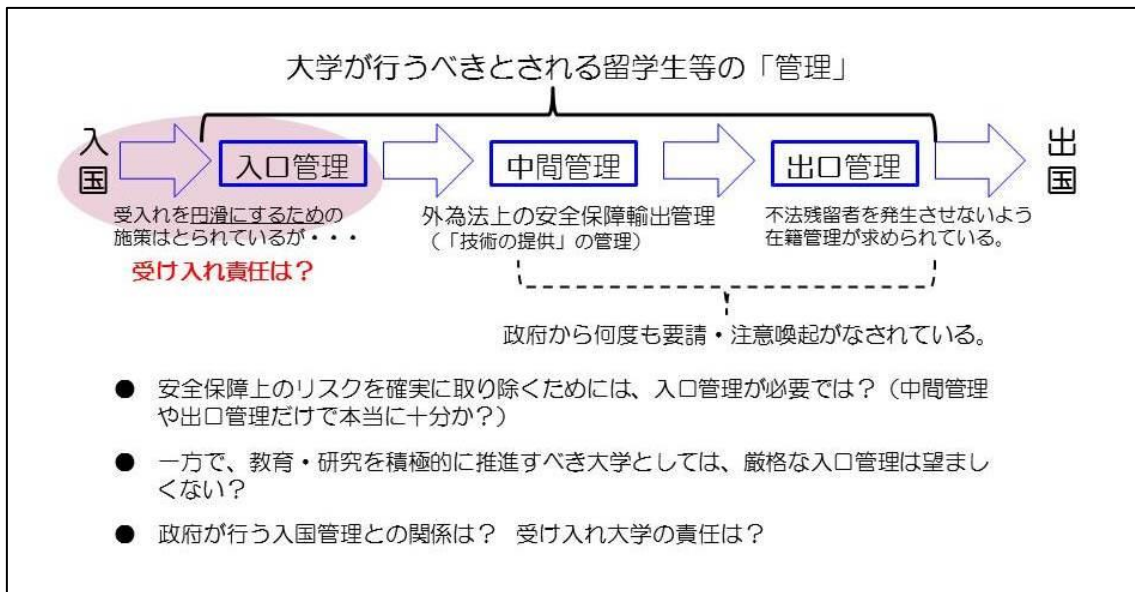 大学が行うべきとされる留学生等の「管理」
入国
入口管理
中間管理
出口管理
出国
受入れを円滑にするための
施策はとられているが・・・
受け入れ責任は？
外為法上の安全保障輸出管理
（「技術の提供」の管理）
不法残留者を発生させないよう
在籍管理が求められている。
政府から何度も要請・注意喚起がなされている。
● 安全保障上のリスクを確実に取り除くためには、入口管理が必要では？（中間管理
や出口管理だけで本当に十分か？）
● 一方で、教育・研究を積極的に推進すべき大学としては、厳格な入口管理は望まし
くない？
● 政府が行う入国管理との関係は？ 受け入れ大学の責任は？